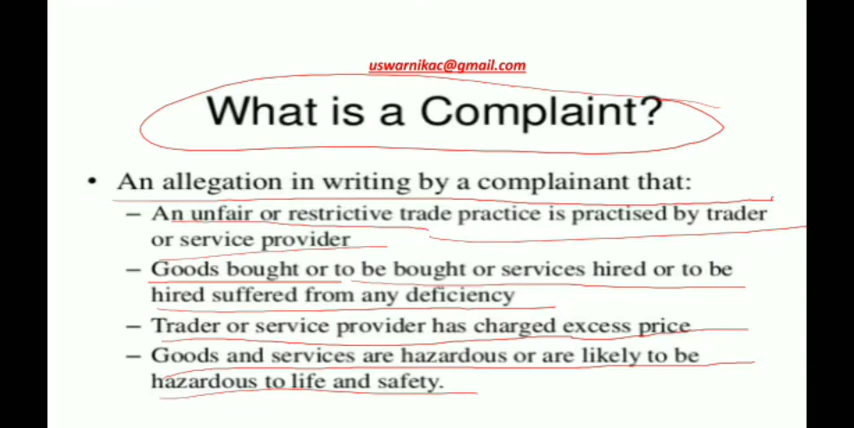 uswarnikac@gmail.com
What is a Complaint?
• An allegation in writing by a complainant that:
– An unfair or restrictive trade practice is practised by trader
or service provider
– Goods bought or to be bought or services hired or to be
hired suffered from any deficiency
– Trader or service provider has charged excess price
– Goods and services are hazardous or are likely to be
hazardous to life and safety.